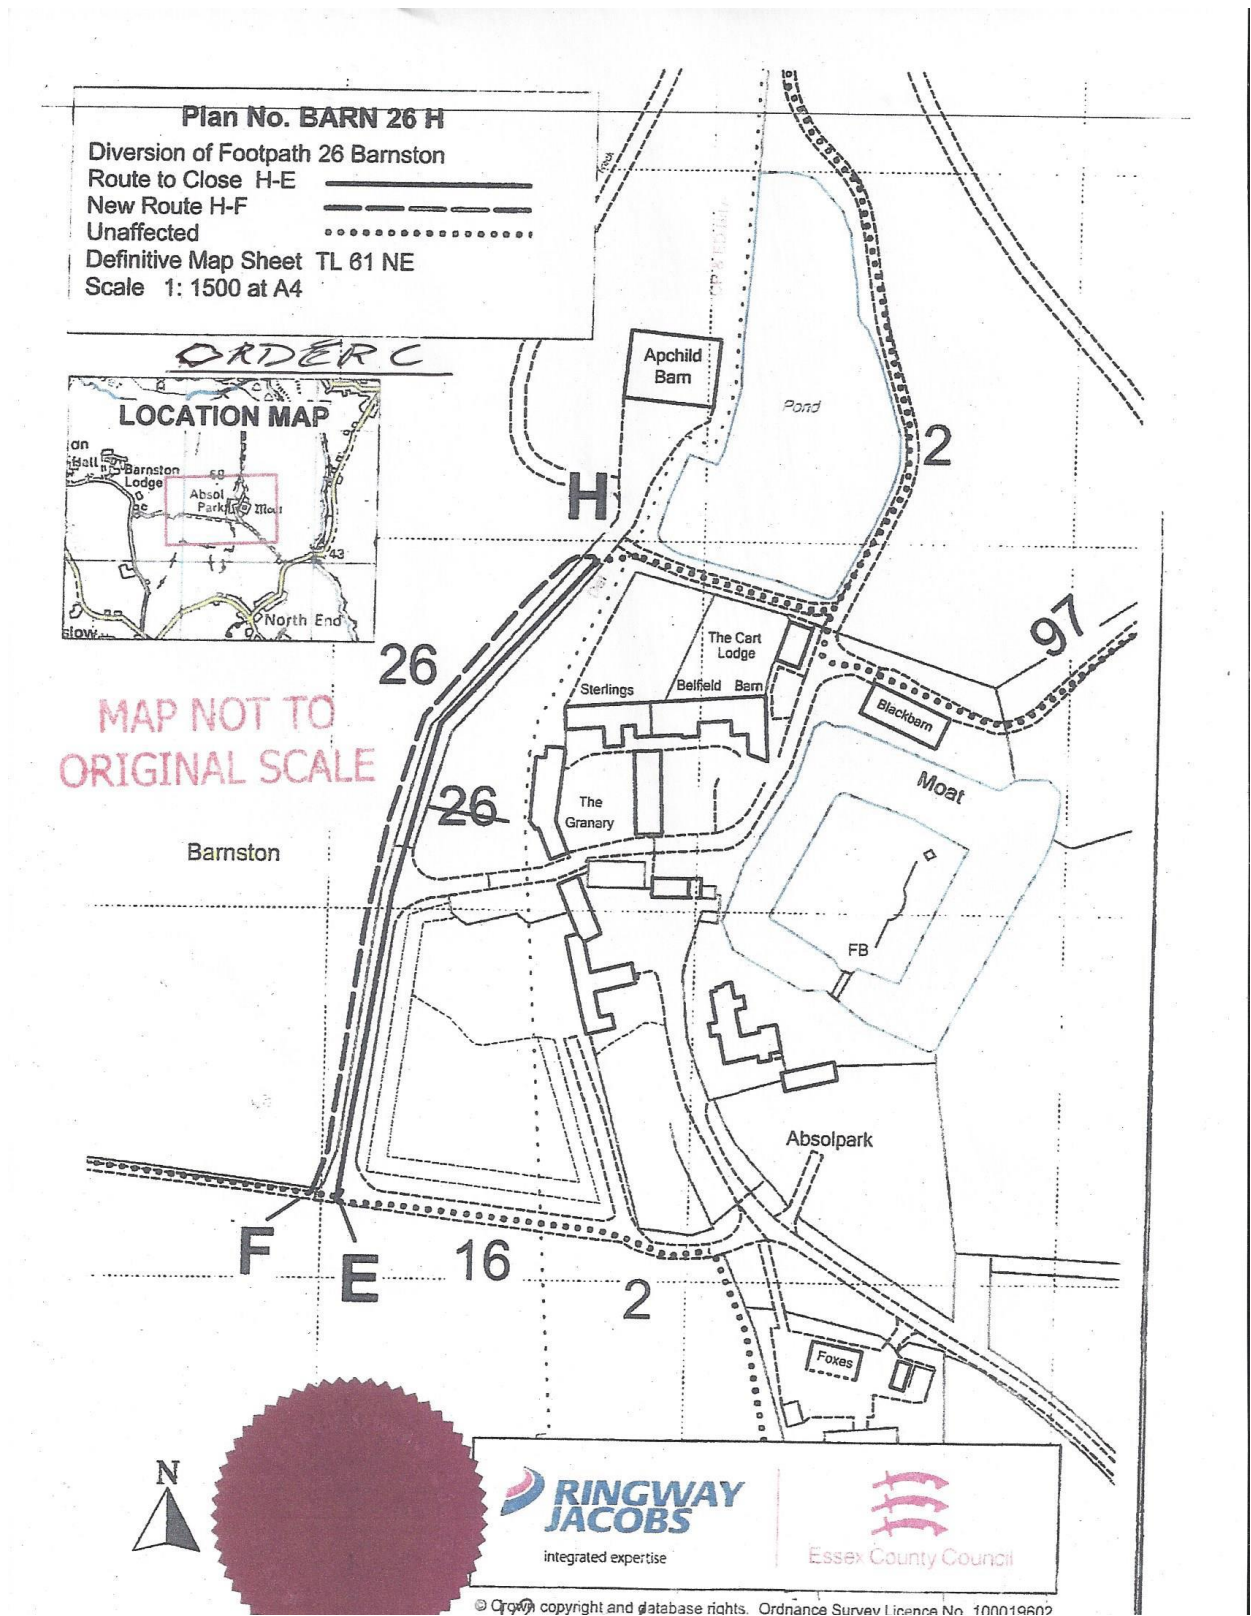 Plan No. BARN 26 H
Diversion of Footpath 26 Barnston
Route to Close H-E
New Route H-F
Unaffected
Definitive Map Sheet TL 61 NE
Scale 1: 1500 at A4
ORDER C
LOCATION MAP
Hall
Barnston
Lodge
Absol
Park
43
North End
Apchild
Barn
Pond
2
H
97
26
The Cart
Lodge
Sterlings
Belfield Barn
Blackbarn
MAP NOT TO
ORIGINAL SCALE
26
The
Granary
Moat
Barnston
FB
Absolpark
F
E
16
2
Foxes
N
RINGWAY
JACOBS
integrated expertise
Essex County Council
© Crown copyright and database rights. Ordnance Survey Licence No. 100019602